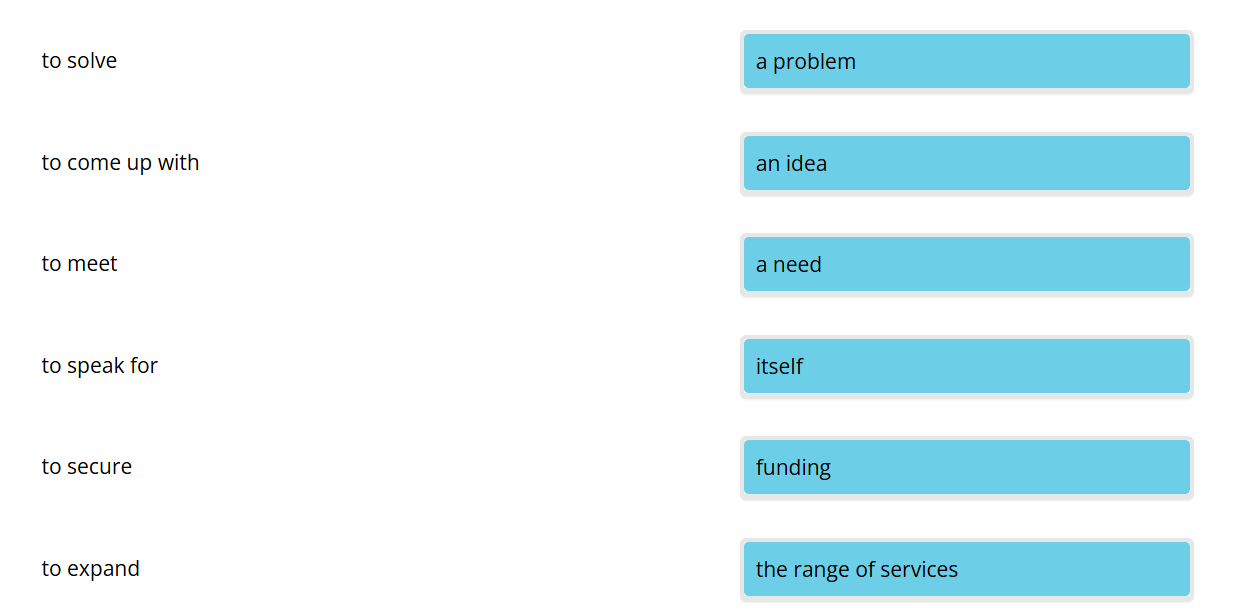 to solve a problem
to come up with an idea
to meet a need
to speak for itself
to secure funding
to expand the range of services